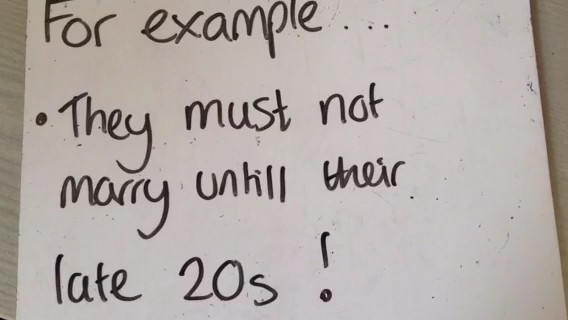 For example...
• They must not
marry untill their
late 20s !